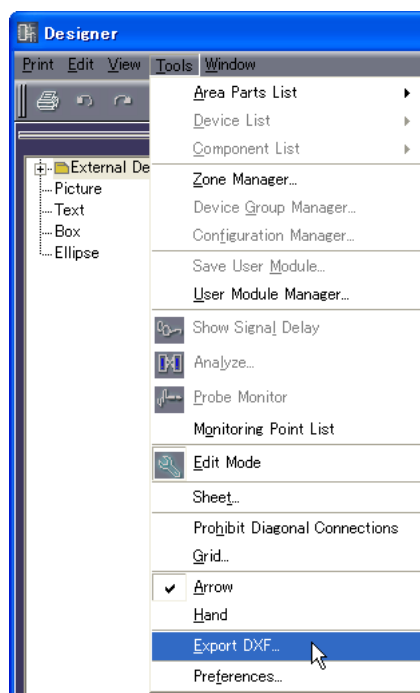 Designer
Print Edit View Tools Window
External De
Picture
Text
Box
Ellipse
Area Parts List
Device List
Component List
Zone Manager...
Device Group Manager...
Configuration Manager...
Save User Module...
User Module Manager...
Show Signal Delay
Analyze...
Probe Monitor
Monitoring Point List
Edit Mode
Sheet...
Prohibit Diagonal Connections
Grid...
Arrow
Hand
Export DXF...
Preferences...